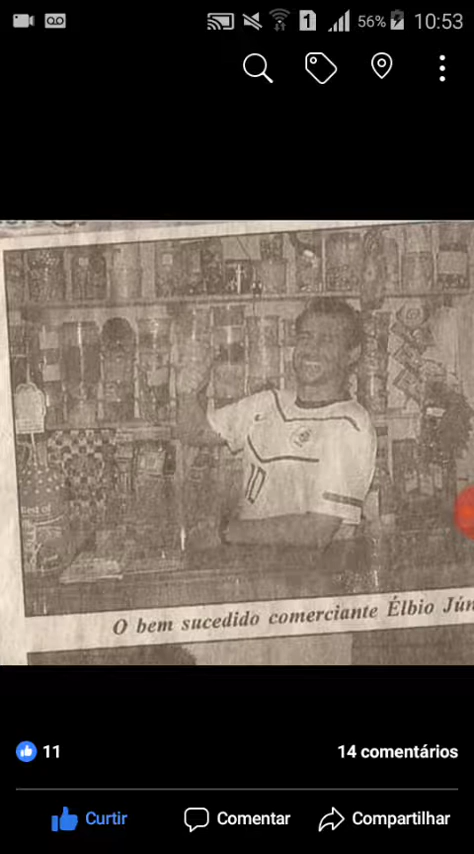 56% 10:53
1
O bem sucedido comerciante Élbio Jún
11
14 comentários
Curtir
Comentar
Compartilhar